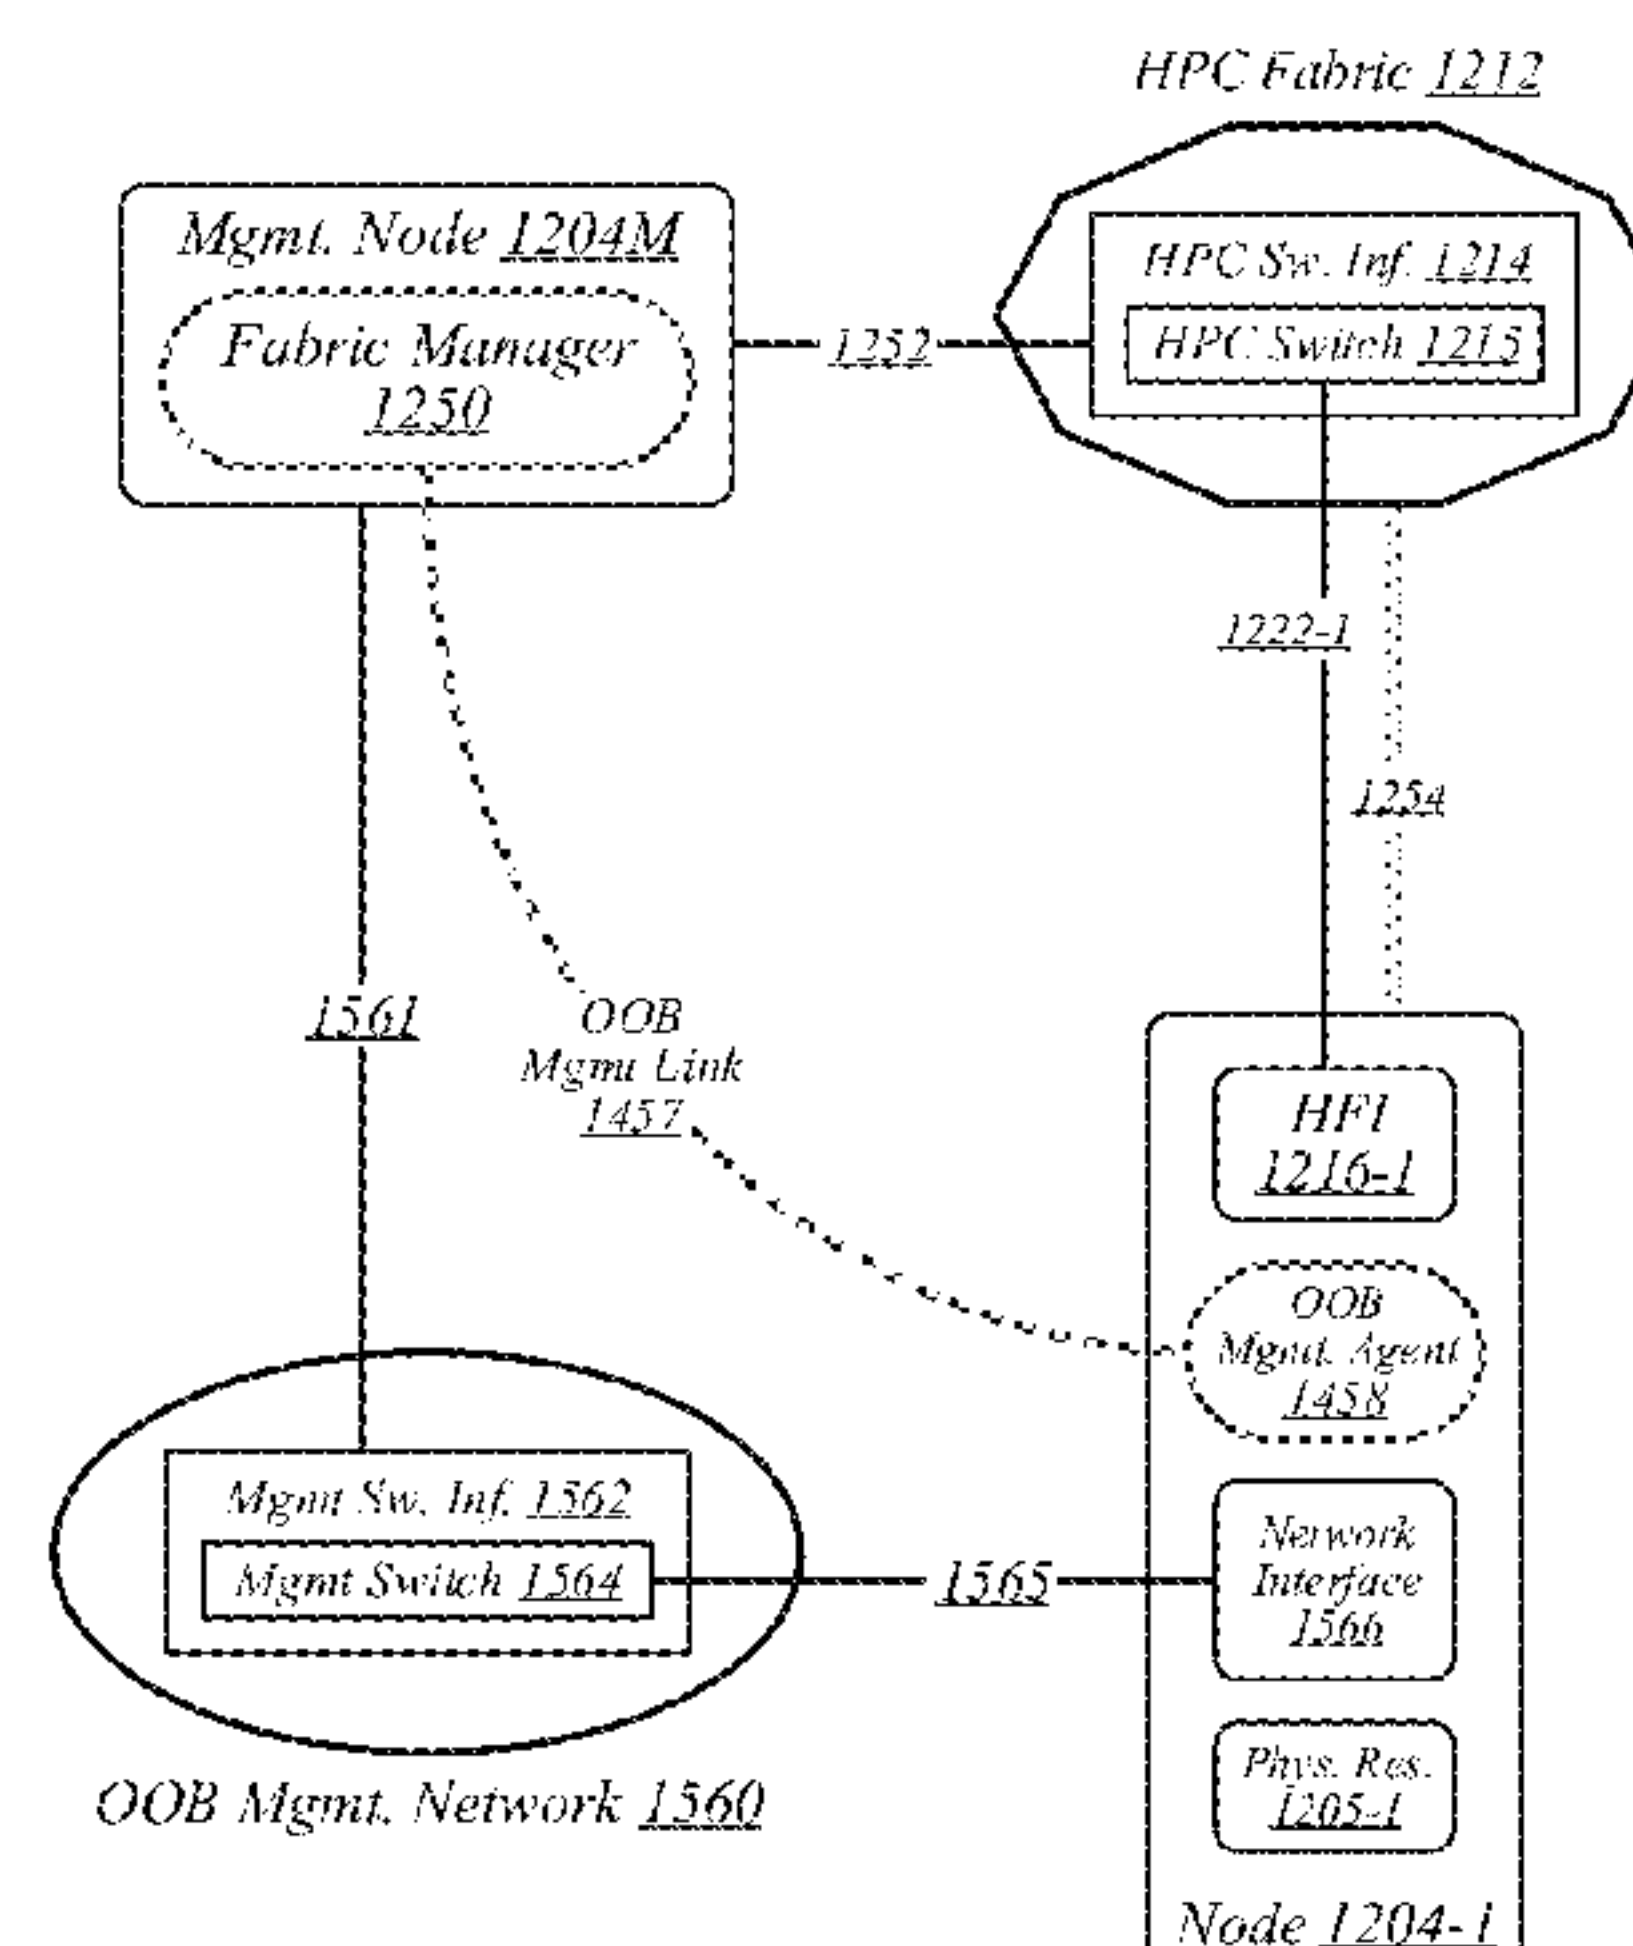 HPC Fabric 1212
Mgmt. Node 1204M
Fabric Manager
1250
1252
HPC Sw. Inf. 1214
HPC Switch 1215
1222-1
1254
1561
OOB
Mgmt Link
1457
HFI
1216-1
OOB
Mgmt. Agent
1458
Mgmt Sw. Inf. 1562
Mgmt Switch 1564
1565
Network
Interface
1566
Phys. Res.
1205-1
OOB Mgmt. Network 1560
Node 1204-1